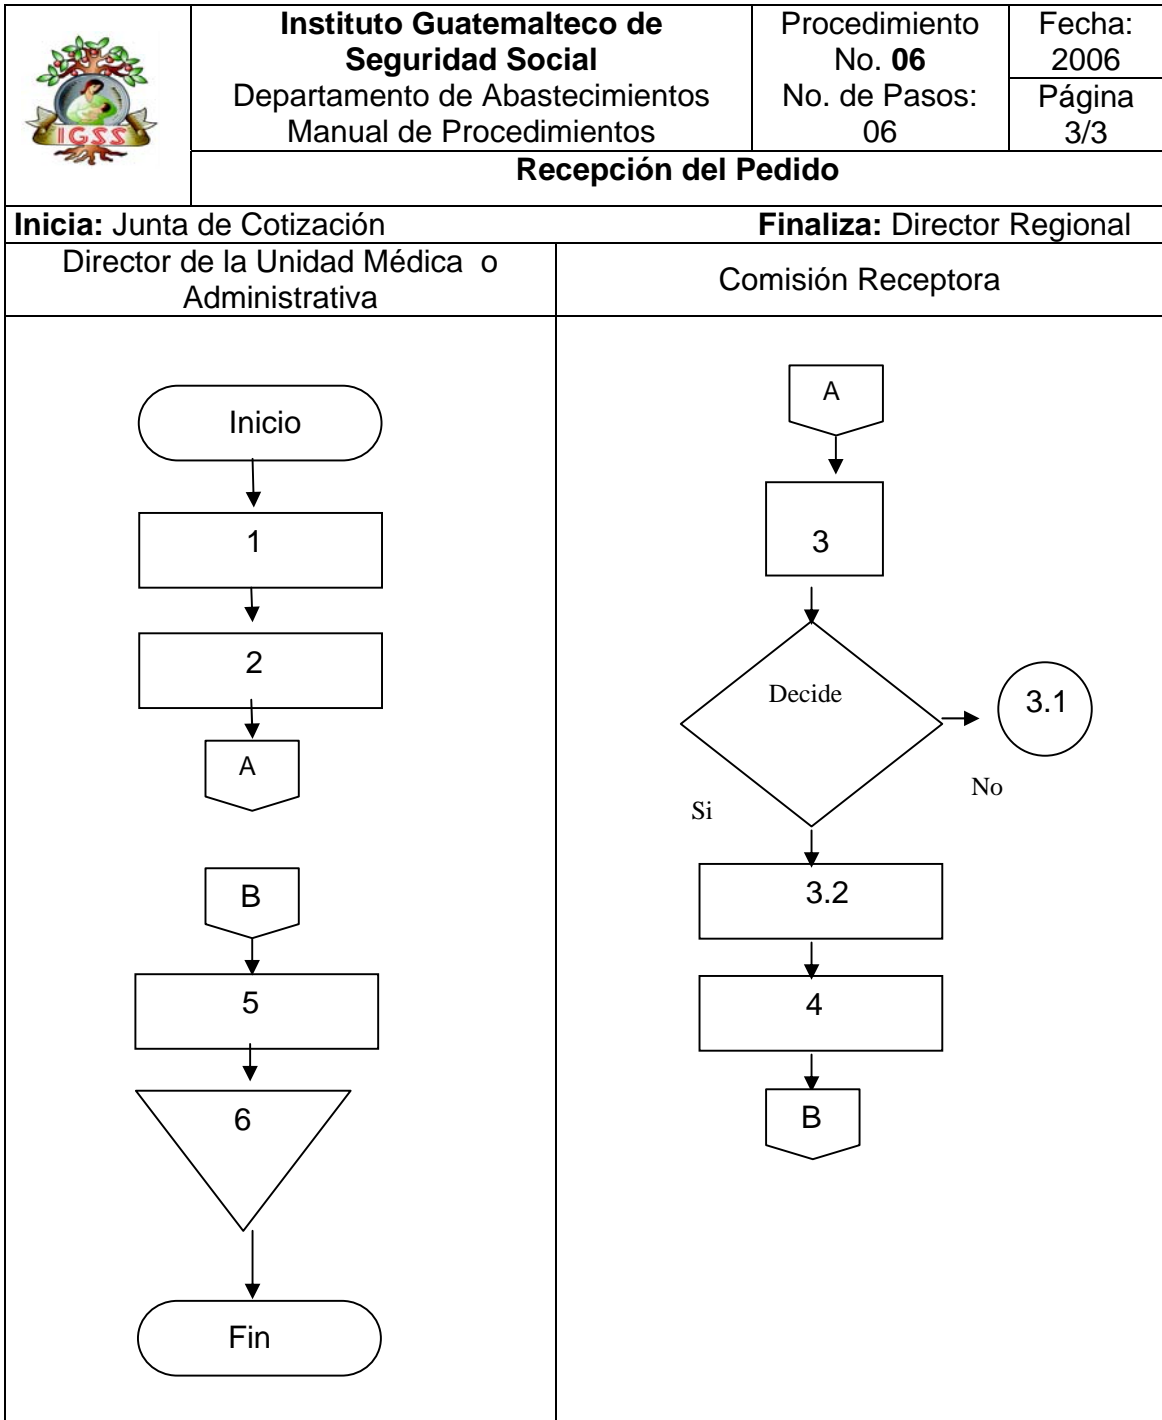 IGSS
Instituto Guatemalteco de
Seguridad Social
Departamento de Abastecimientos
Manual de Procedimientos
Procedimiento
No. 06
No. de Pasos:
06
Fecha:
2006
Página
3/3
Recepción del Pedido
Inicia: Junta de Cotización Finaliza: Director Regional
Director de la Unidad Médica o
Administrativa
Comisión Receptora
Inicio
1
2
A
B
5
6
Fin
A
3
Decide
3.1
No
Si
3.2
4
B